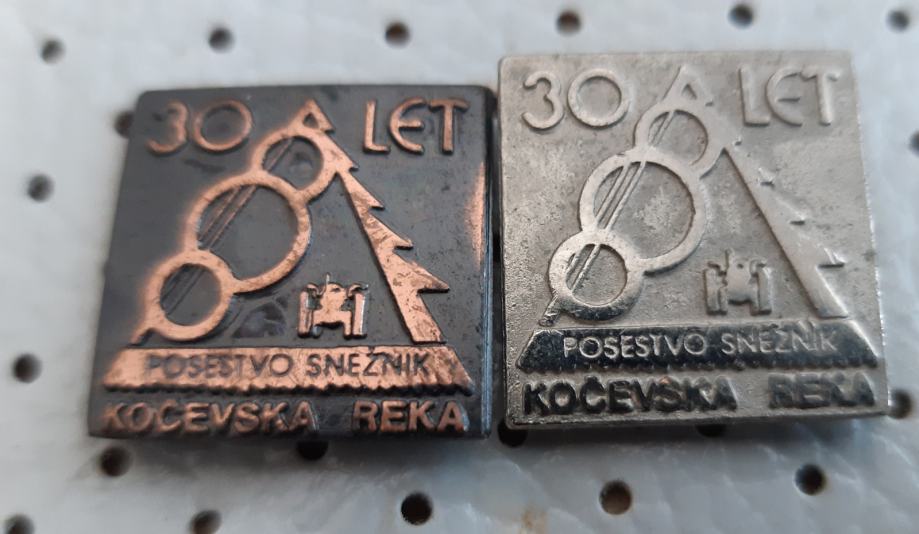 30 LET
POSESTVO SNEŽNIK
KOČEVSKA REKA
30 LET
POSESTVO SNEŽNIK
KOČEVSKA REKA